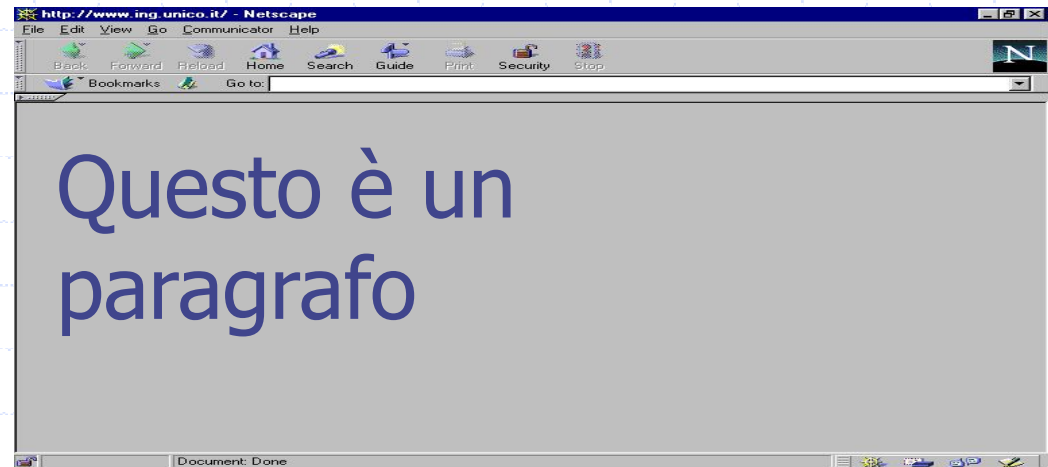 http://www.ing.unico.it/ - Netscape
File Edit View Go Communicator Help
Back Forward Reload Home Search Guide Print Security Stop
N
Bookmarks Go to:
Questo è un
paragrafo
Document: Done